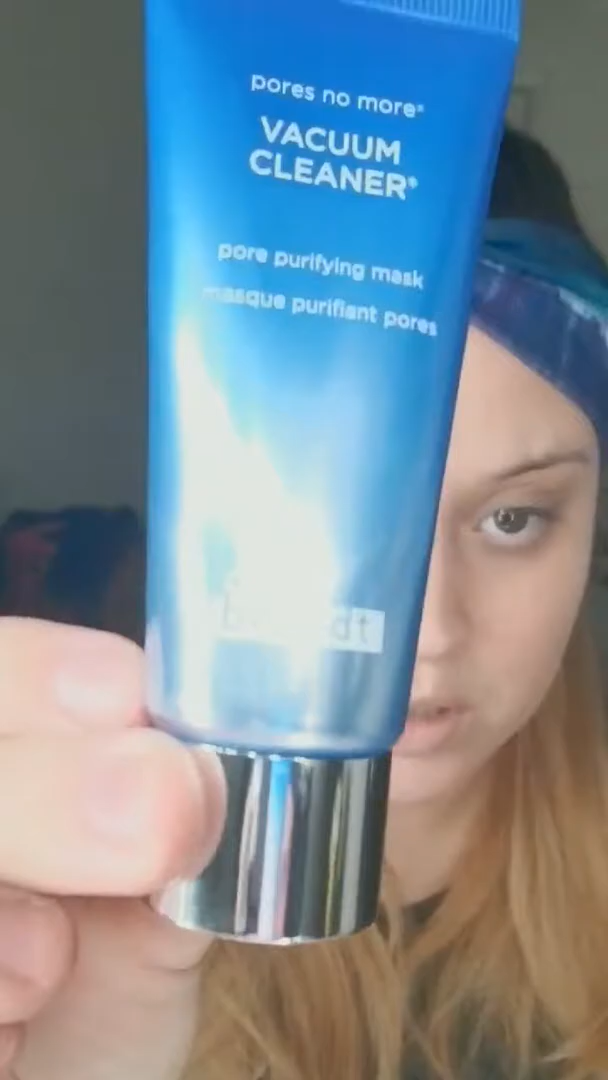 pores no more®
VACUUM
CLEANER®
pore purifying mask
masque purifiant pores